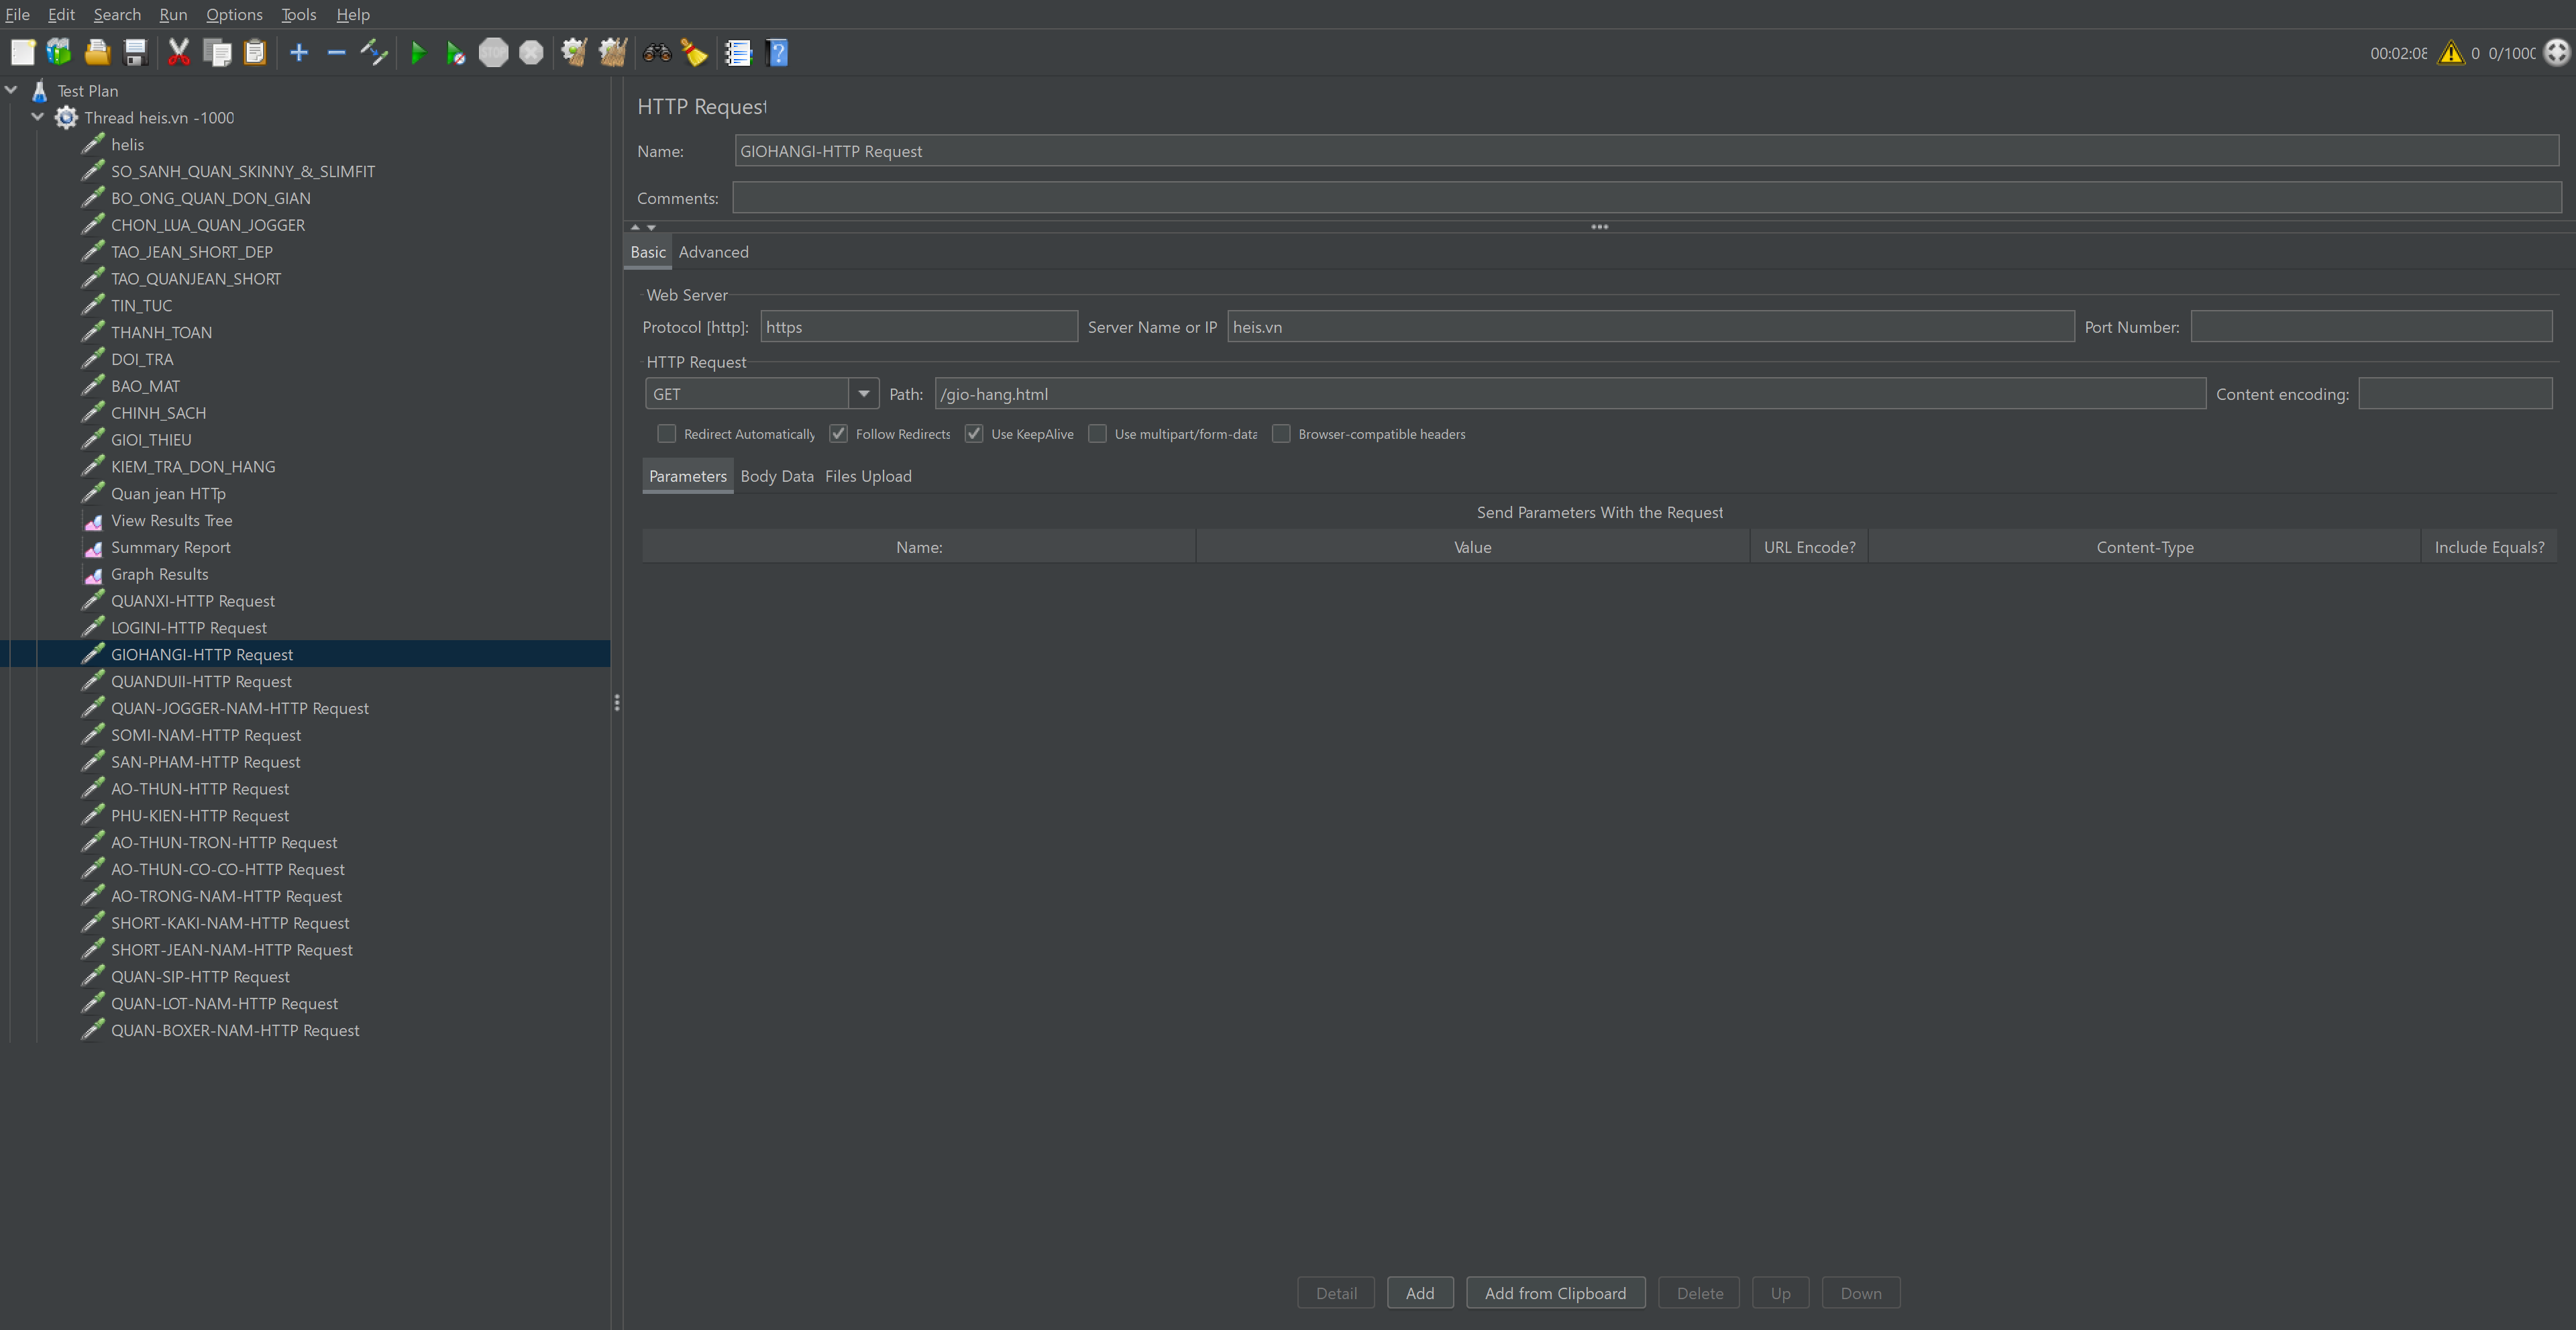 File Edit Search Run Options Tools Help
00:02:08 0 0/1000
Test Plan
Thread heis.vn -1000
helis
SO_SANH_QUAN_SKINNY_&_SLIMFIT
BO_ONG_QUAN_DON_GIAN
CHON_LUA_QUAN_JOGGER
TAO_JEAN_SHORT_DEP
TAO_QUANJEAN_SHORT
TIN_TUC
THANH_TOAN
DOI_TRA
BAO_MAT
CHINH_SACH
GIOI_THIEU
KIEM_TRA_DON_HANG
Quan jean HTTp
View Results Tree
Summary Report
Graph Results
QUANXI-HTTP Request
LOGINI-HTTP Request
GIOHANGI-HTTP Request
QUANDUII-HTTP Request
QUAN-JOGGER-NAM-HTTP Request
SOMI-NAM-HTTP Request
SAN-PHAM-HTTP Request
AO-THUN-HTTP Request
PHU-KIEN-HTTP Request
AO-THUN-TRON-HTTP Request
AO-THUN-CO-CO-HTTP Request
AO-TRONG-NAM-HTTP Request
SHORT-KAKI-NAM-HTTP Request
SHORT-JEAN-NAM-HTTP Request
QUAN-SIP-HTTP Request
QUAN-LOT-NAM-HTTP Request
QUAN-BOXER-NAM-HTTP Request
HTTP Request
Name: GIOHANGI-HTTP Request
Comments:
Basic Advanced
Web Server
Protocol [http]: https Server Name or IP heis.vn Port Number:
HTTP Request
GET Path: /gio-hang.html Content encoding:
Redirect Automatically Follow Redirects Use KeepAlive Use multipart/form-data Browser-compatible headers
Parameters Body Data Files Upload
Send Parameters With the Request
Name: Value URL Encode? Content-Type Include Equals?
Detail Add Add from Clipboard Delete Up Down